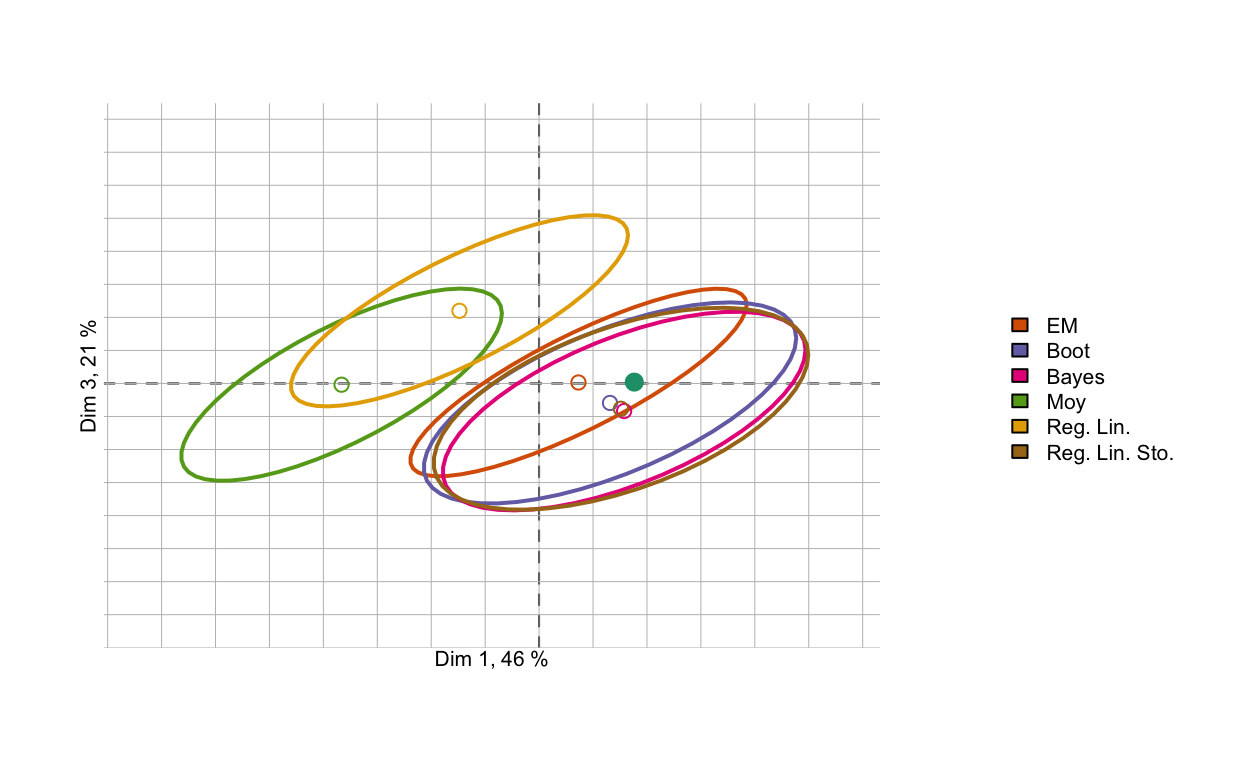 Dim 3, 21 %
Dim 1, 46 %
EM
Boot
Bayes
Moy
Reg. Lin.
Reg. Lin. Sto.